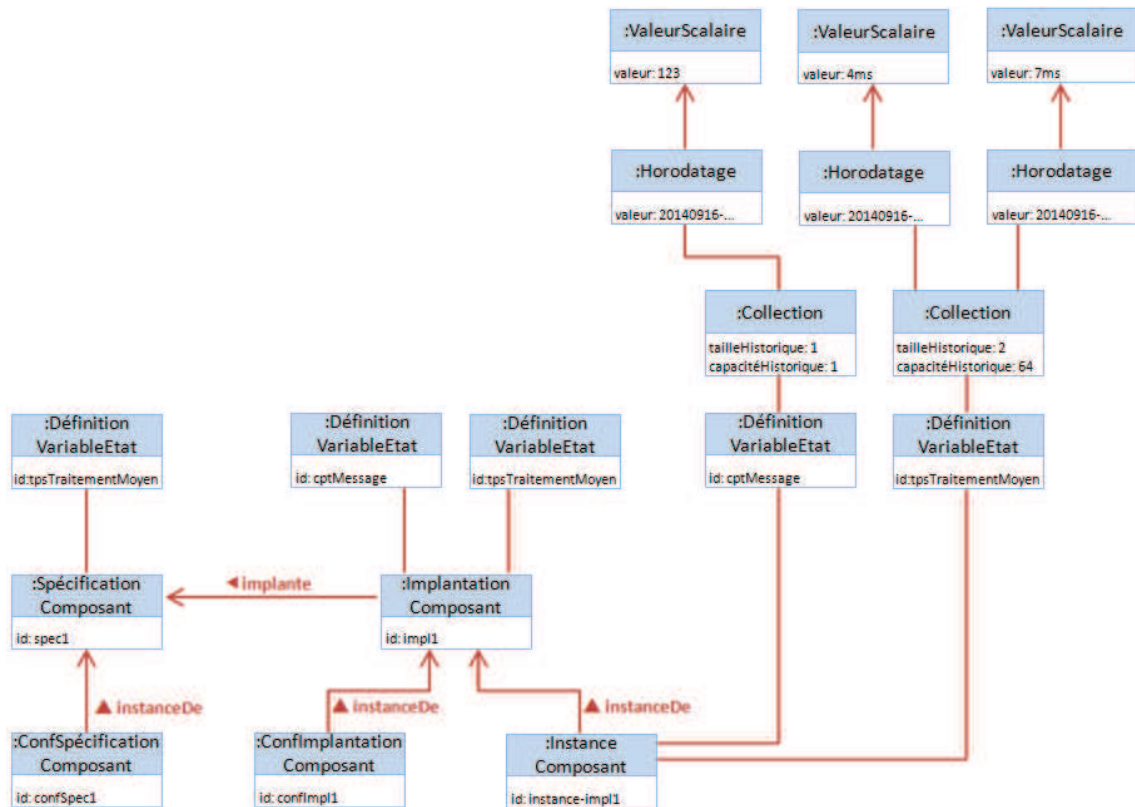 :ValeurScalaire
valeur: 123
:ValeurScalaire
valeur: 4ms
:ValeurScalaire
valeur: 7ms
:Horodatage
valeur: 20140916-...
:Horodatage
valeur: 20140916-...
:Horodatage
valeur: 20140916-...
:Collection
tailleHistorique: 1
capacitéHistorique: 1
:Collection
tailleHistorique: 2
capacitéHistorique: 64
:Définition
VariableEtat
id:tpsTraitementMoyen
:Définition
VariableEtat
id: cptMessage
:Définition
VariableEtat
id:tpsTraitementMoyen
:Définition
VariableEtat
id: cptMessage
:Définition
VariableEtat
id:tpsTraitementMoyen
:Spécification
Composant
id: spec1
◄implante
:Implantation
Composant
id: impl1
▲ instanceDe
▲ instanceDe
▲ instanceDe
:ConfSpécification
Composant
id: confSpec1
:ConfImplantation
Composant
id: confImpl1
:Instance
Composant
id: instance-impl1